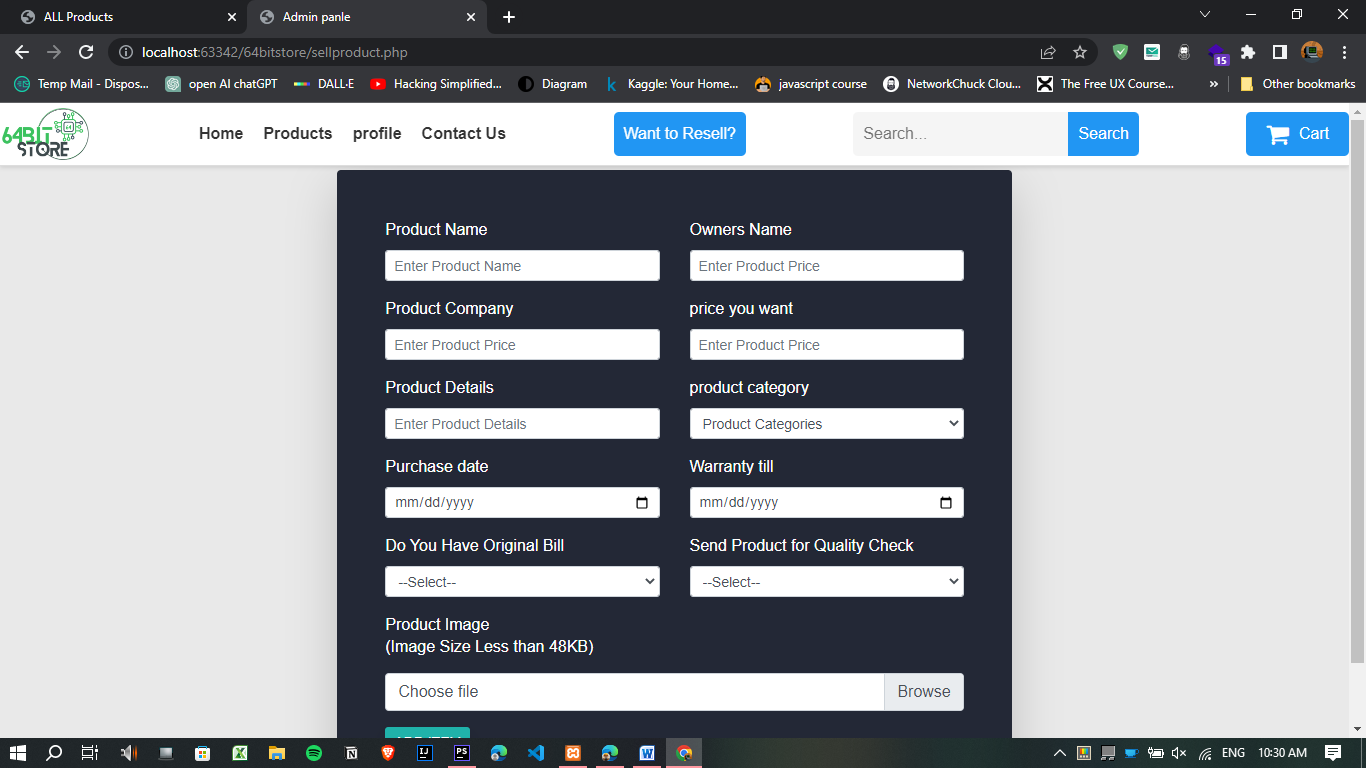 ALL Products
Admin panle
localhost:63342/64bitstore/sellproduct.php
15
Temp Mail - Dispos...
open AI chatGPT
DALL·E
Hacking Simplified...
Diagram
Kaggle: Your Home...
javascript course
NetworkChuck Clou...
The Free UX Course...
»
Other bookmarks
64BIT
STORE
Home
Products
profile
Contact Us
Want to Resell?
Search...
Search
Cart
Product Name
Owners Name
Enter Product Name
Enter Product Price
Product Company
price you want
Enter Product Price
Enter Product Price
Product Details
product category
Enter Product Details
Product Categories
Purchase date
Warranty till
mm/dd/yyyy
mm/dd/yyyy
Do You Have Original Bill
Send Product for Quality Check
--Select--
--Select--
Product Image
(Image Size Less than 48KB)
Choose file
Browse
ENG
10:30 AM